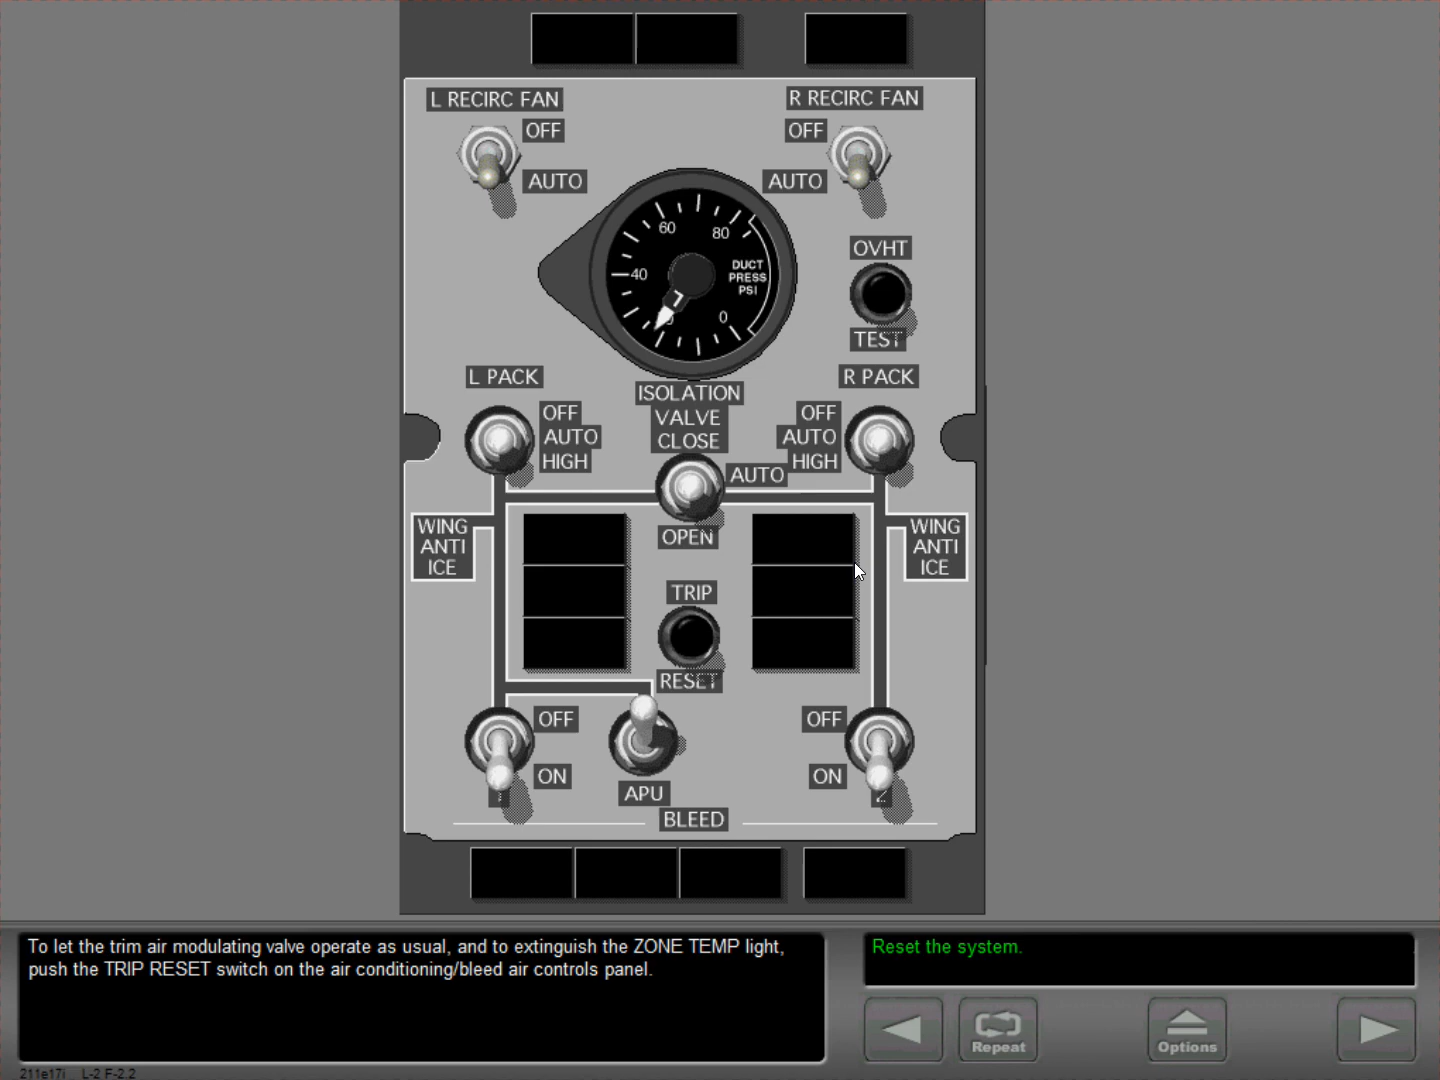 L RECIRC FAN
R RECIRC FAN
OFF
OFF
AUTO
AUTO
60
80
40
DUCT
PRESS
PSI
0
OVHT
TEST
L PACK
R PACK
ISOLATION
VALVE
CLOSE
OFF
AUTO
HIGH
OFF
AUTO
HIGH
AUTO
OPEN
WING
ANTI
ICE
WING
ANTI
ICE
TRIP
RESET
OFF
ON
OFF
ON
APU
BLEED
To let the trim air modulating valve operate as usual, and to extinguish the ZONE TEMP light,
push the TRIP RESET switch on the air conditioning/bleed air controls panel.
Reset the system.
Repeat
Options
211e17i L-2 F-2.2